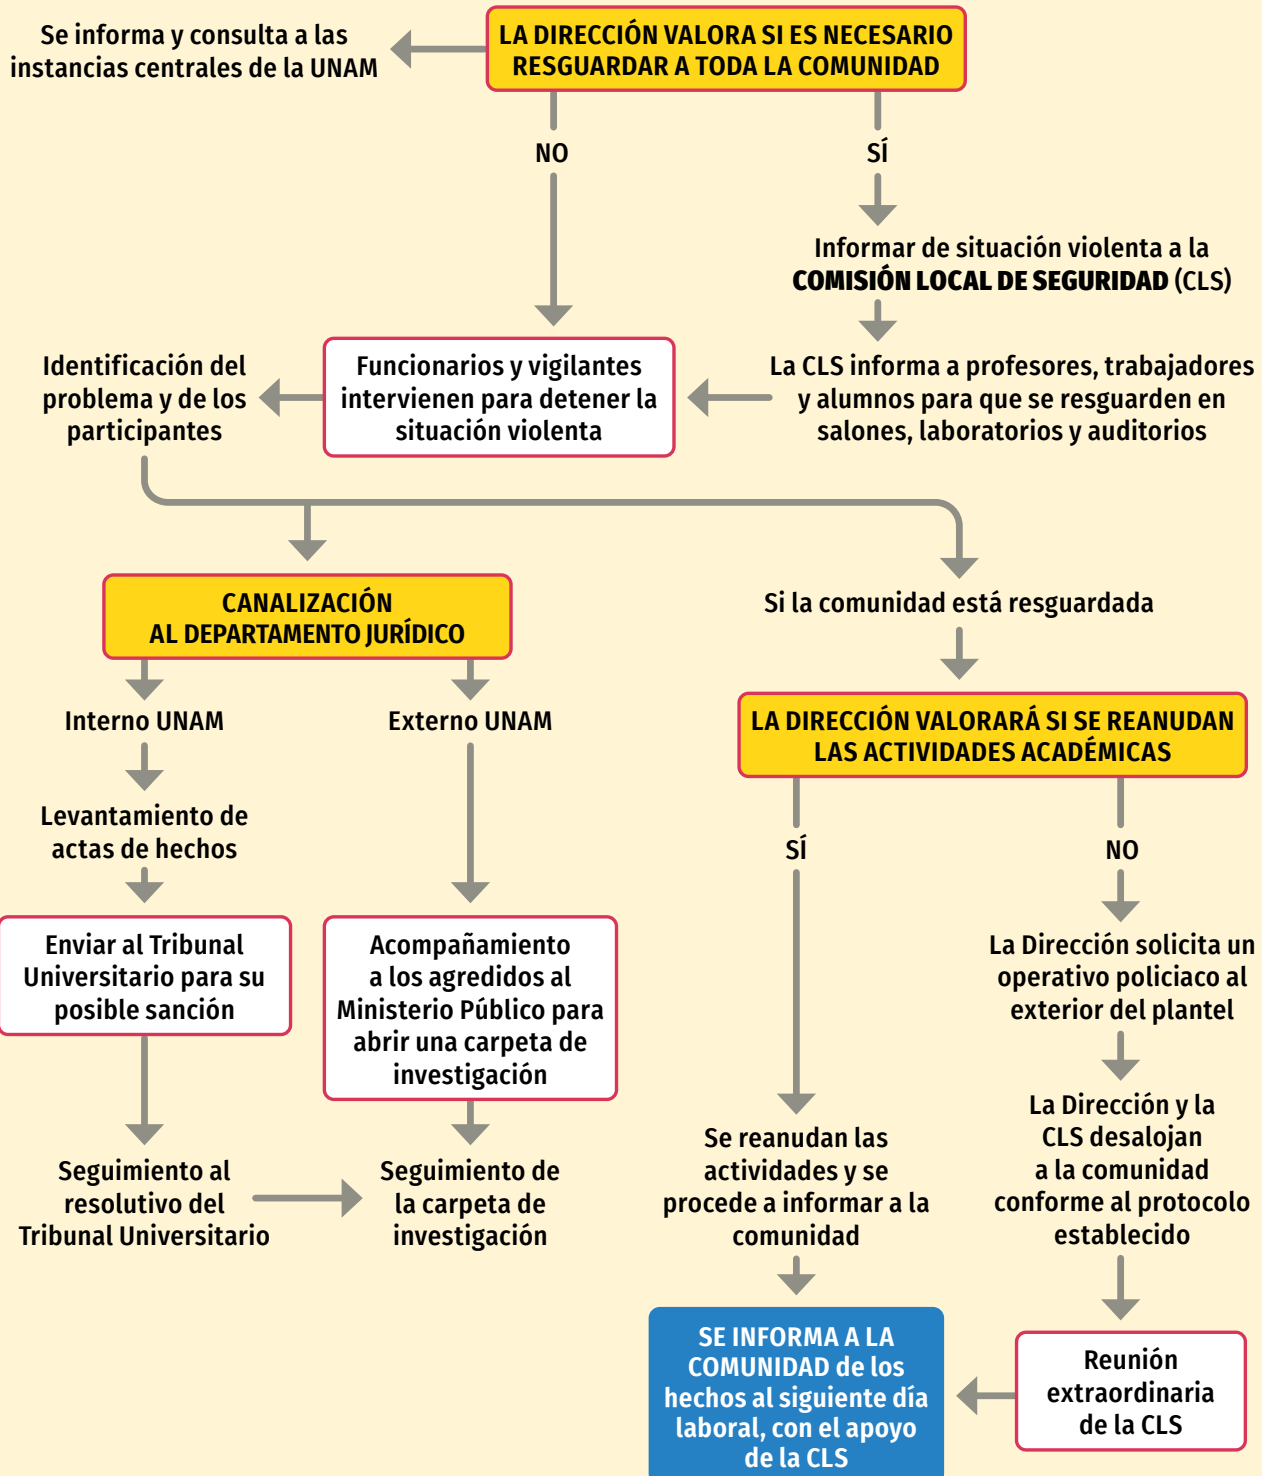 Se informa y consulta a las
instancias centrales de la UNAM
LA DIRECCIÓN VALORA SI ES NECESARIO
RESGUARDAR A TODA LA COMUNIDAD
NO
SÍ
Informar de situación violenta a la
COMISIÓN LOCAL DE SEGURIDAD (CLS)
Identificación del
problema y de los
participantes
Funcionarios y vigilantes
intervienen para detener la
situación violenta
La CLS informa a profesores, trabajadores
y alumnos para que se resguarden en
salones, laboratorios y auditorios
CANALIZACIÓN
AL DEPARTAMENTO JURÍDICO
Si la comunidad está resguardada
Interno UNAM
Externo UNAM
LA DIRECCIÓN VALORARÁ SI SE REANUDAN
LAS ACTIVIDADES ACADÉMICAS
Levantamiento de
actas de hechos
SÍ
NO
Enviar al Tribunal
Universitario para su
posible sanción
Acompañamiento
a los agredidos al
Ministerio Público para
abrir una carpeta de
investigación
La Dirección solicita un
operativo policiaco al
exterior del plantel
Seguimiento al
resolutivo del
Tribunal Universitario
Seguimiento de
la carpeta de
investigación
Se reanudan las
actividades y se
procede a informar a la
comunidad
La Dirección y la
CLS desalojan
a la comunidad
conforme al protocolo
establecido
SE INFORMA A LA
COMUNIDAD de los
hechos al siguiente día
laboral, con el apoyo
de la CLS
Reunión
extraordinaria
de la CLS